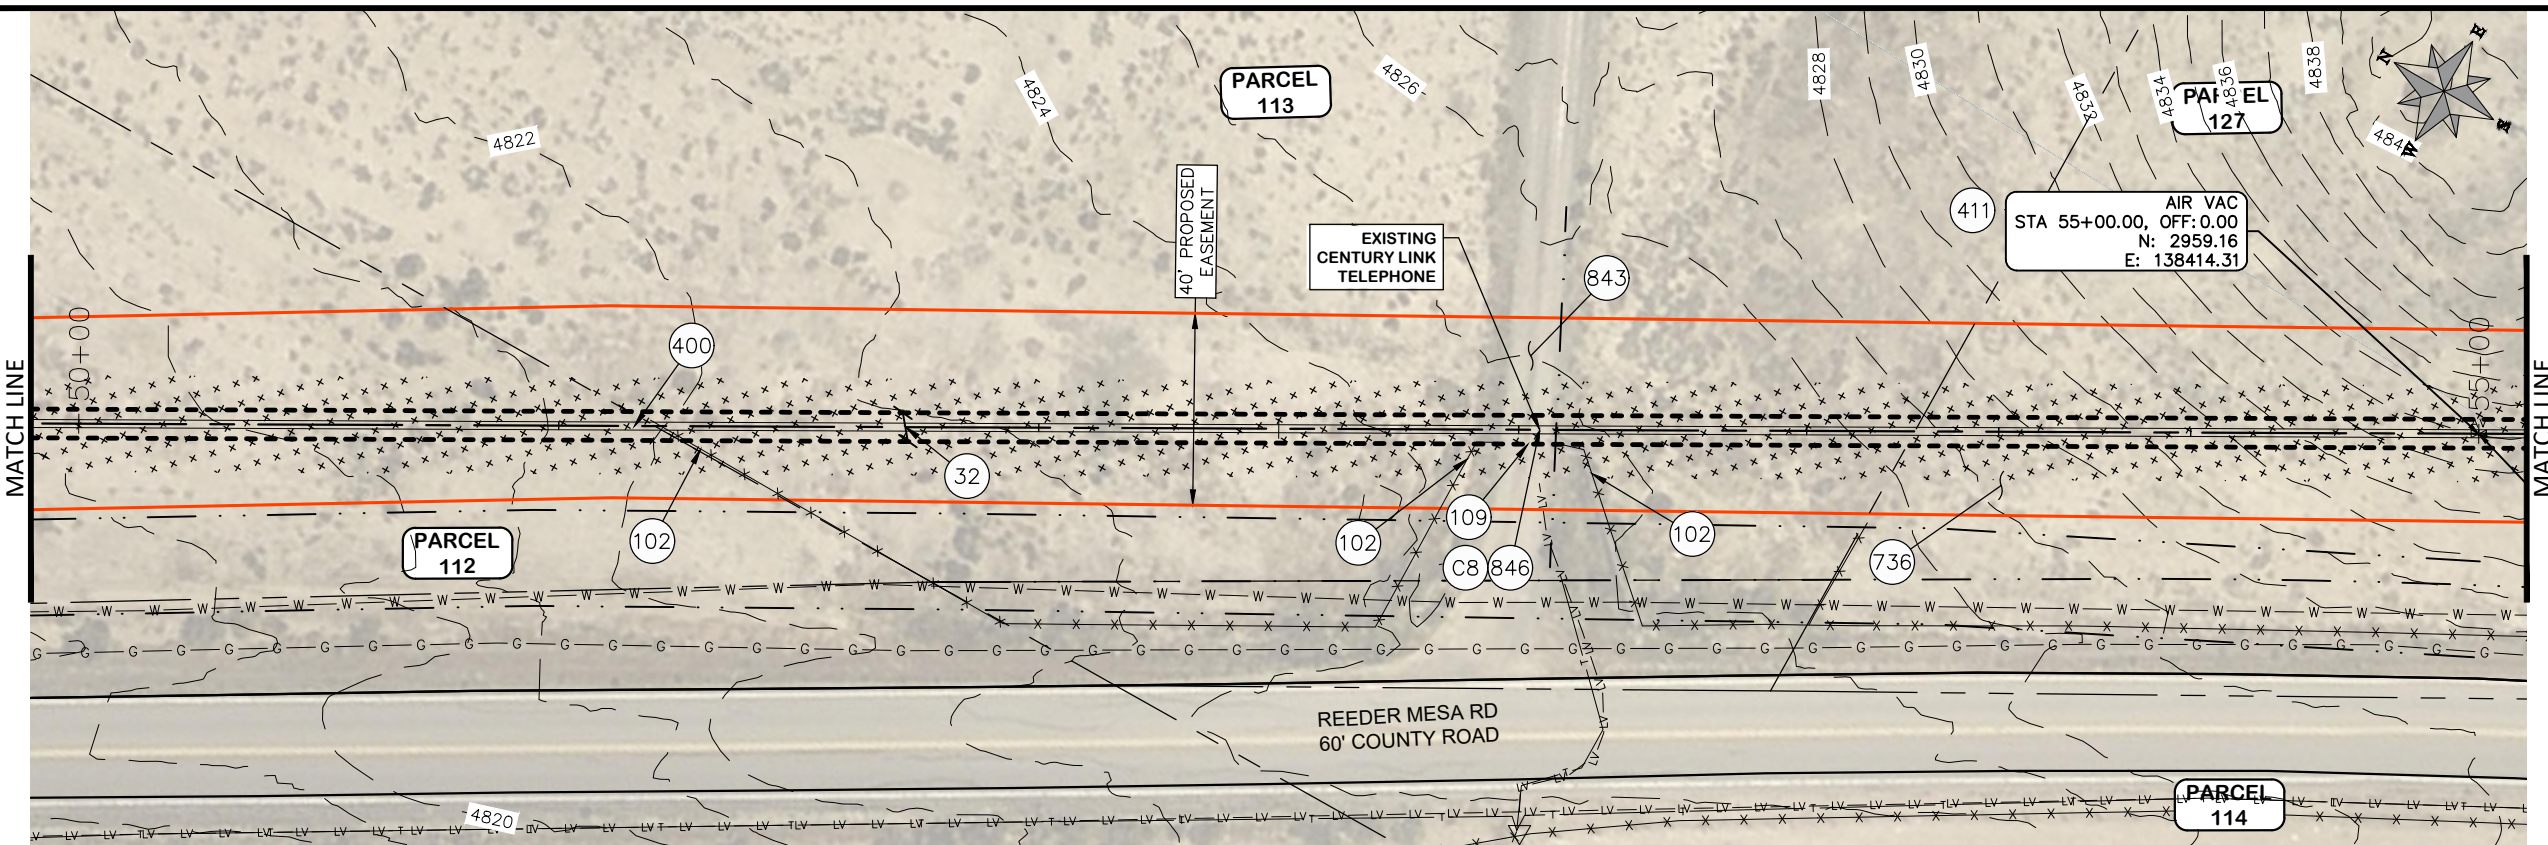 MATCH LINE
50+00
4822
4824
PARCEL
113
4826
4828
4830
4832
4834
4836
4838
127
N
E
W
40' PROPOSED
EASEMENT
EXISTING
CENTURY LINK
TELEPHONE
843
411
AIR VAC
STA 55+00.00, OFF:0.00
N: 2959.16
E: 138414.31
55+00
MATCH LINE
400
32
102
PARCEL
112
102
109
C8
846
102
736
REEDER MESA RD
60' COUNTY ROAD
4820
PARCEL
114